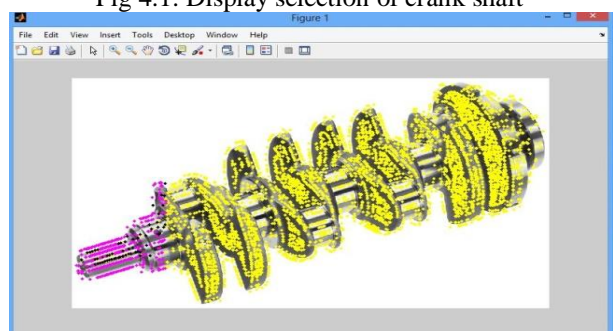 Fig 4.1. Display selection of crank shaft
Figure 1
File Edit View Insert Tools Desktop Window Help